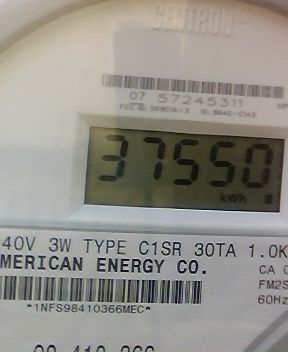 CENTRON®
07 57245311
37550
kWh
40V 3W TYPE C1SR 30TA 1.0K
MERICAN ENERGY CO.
CA 0
FM2S
60Hz
*1NFS98410366MEC*